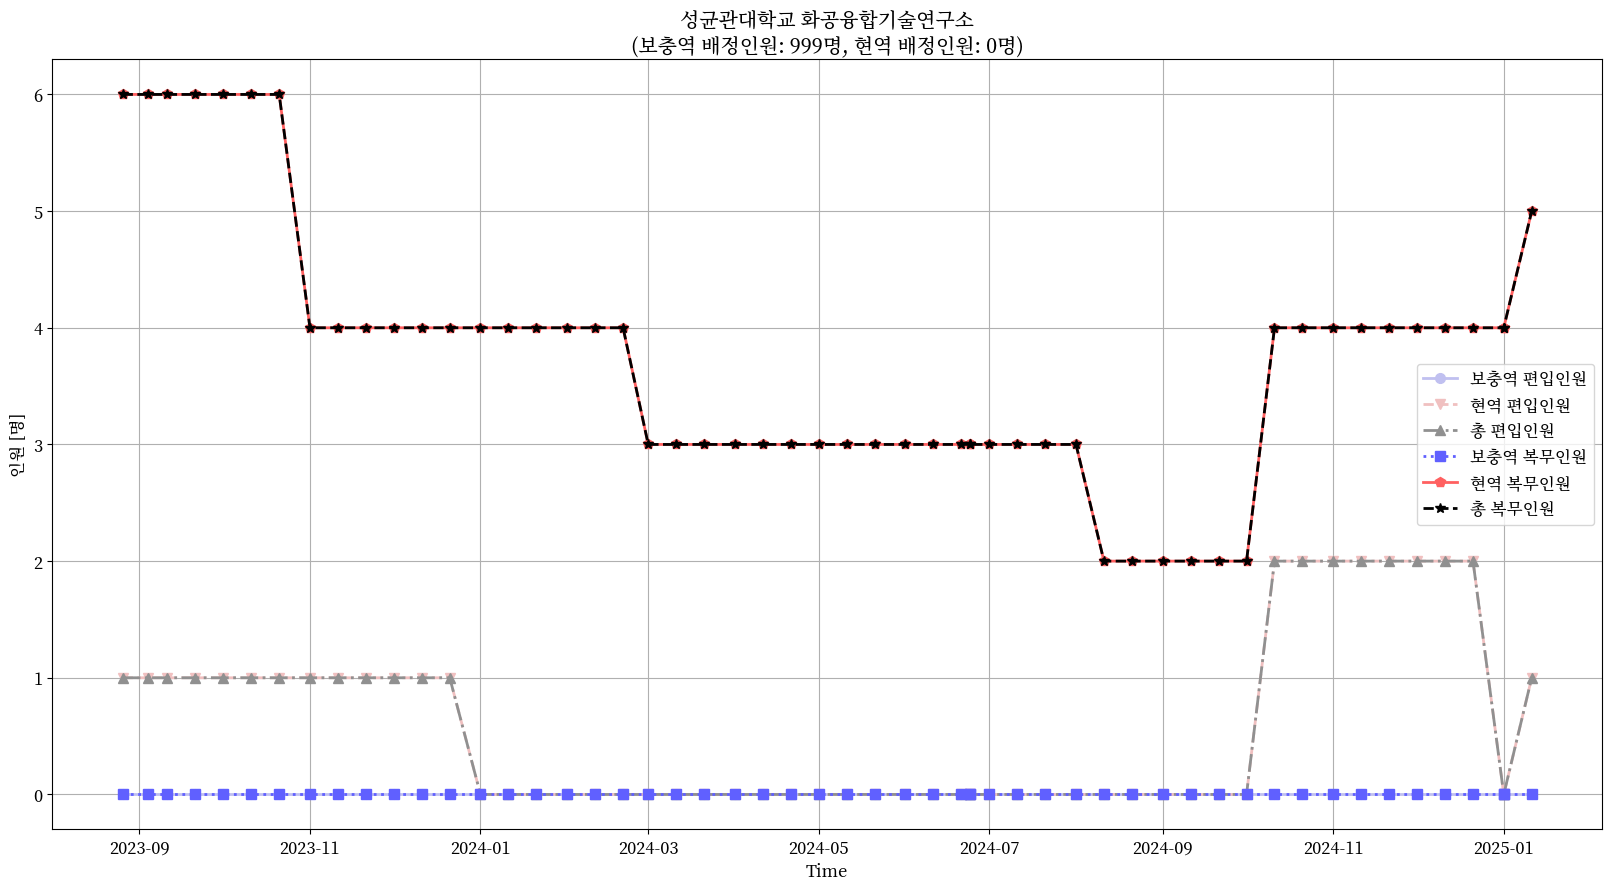 성균관대학교 화공융합기술연구소
(보충역 배정인원: 999명, 현역 배정인원: 0명)
인원 [명]
6
5
4
3
2
1
0
보충역 편입인원
현역 편입인원
총 편입인원
보충역 복무인원
현역 복무인원
총 복무인원
2023-09 2023-11 2024-01 2024-03 2024-05 2024-07 2024-09 2024-11 2025-01
Time